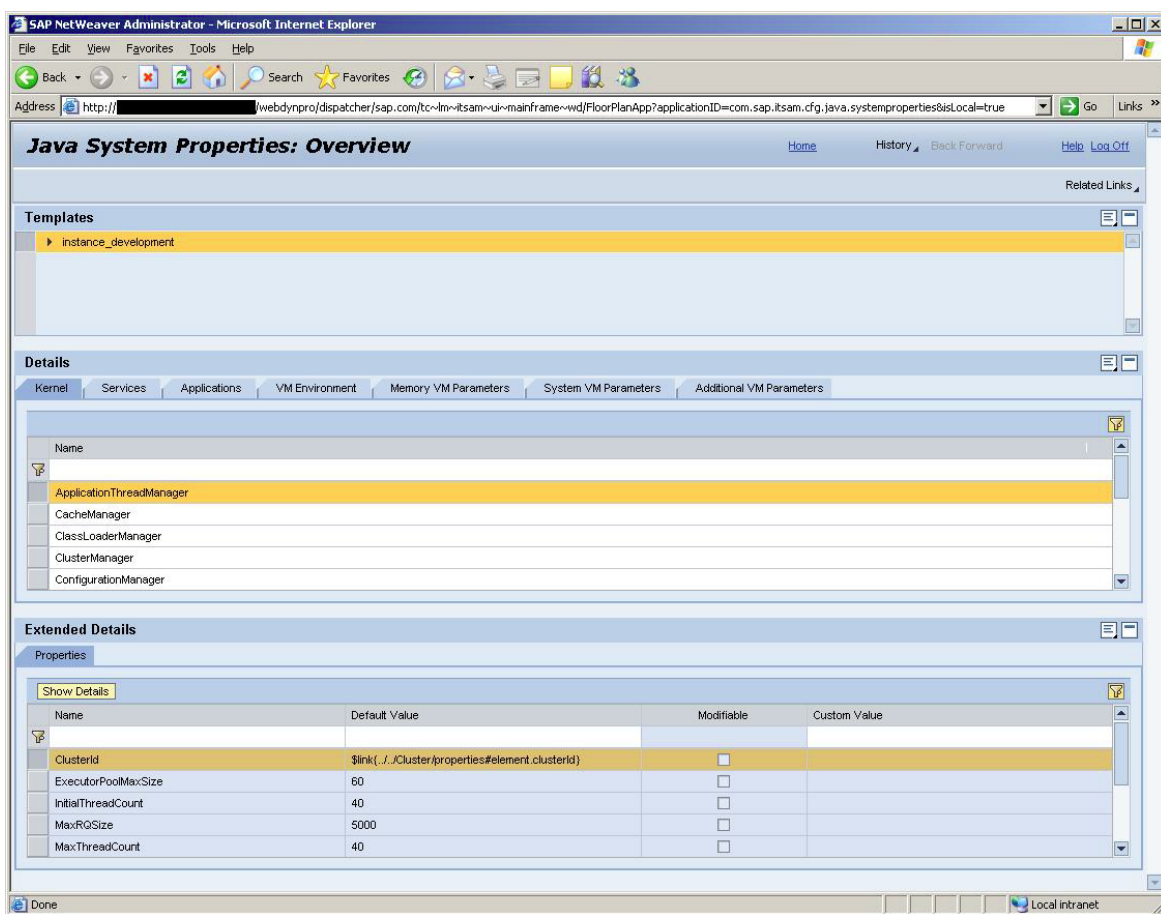 SAP NetWeaver Administrator - Microsoft Internet Explorer
File Edit View Favorites Tools Help
Back Search Favorites
Address http:// /webdynpro/dispatcher/sap.com/tc~lm~itsam~ui~mainframe~wd/FloorPlanApp?applicationID=com.sap.itsam.cfg.java.systemproperties&isLocal=true Go Links »
Java System Properties: Overview Home History Back Forward Help Log Off
Related Links
Templates
instance_development
Details
Kernel Services Applications VM Environment Memory VM Parameters System VM Parameters Additional VM Parameters
Name
ApplicationThreadManager
CacheManager
ClassLoaderManager
ClusterManager
ConfigurationManager
Extended Details
Properties
Show Details
Name Default Value Modifiable Custom Value
ClusterId $link{../../Cluster/properties#element.clusterId}
ExecutorPoolMaxSize 60
InitialThreadCount 40
MaxRQSize 5000
MaxThreadCount 40
Done Local intranet